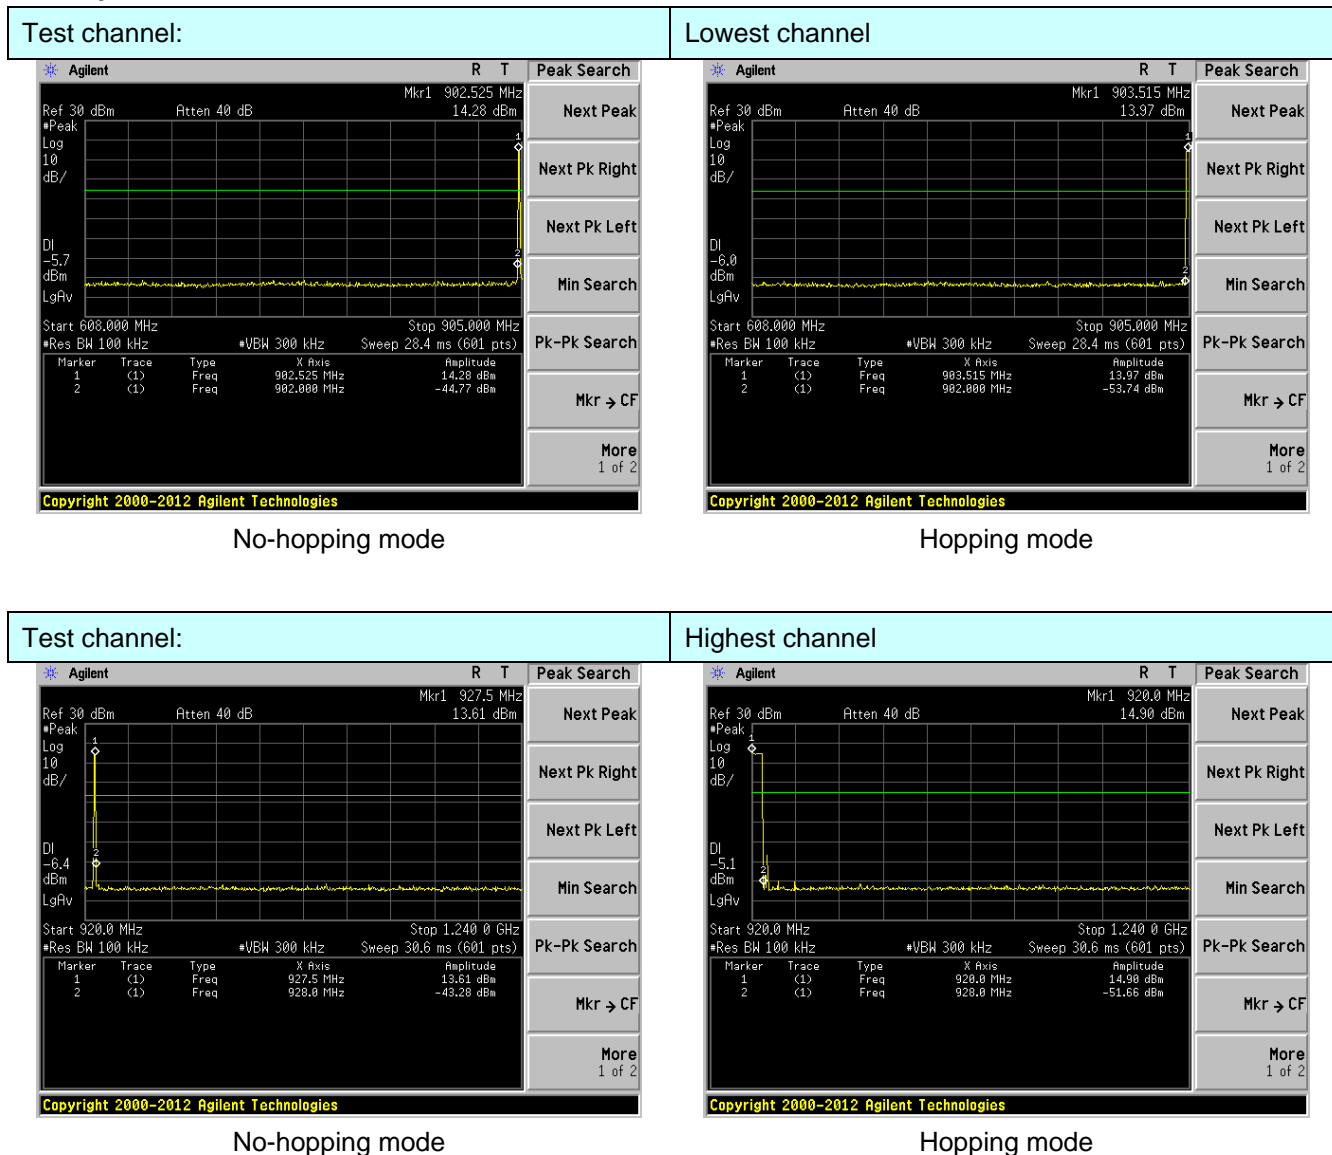 Test channel: Lowest channel
Agilent R T Peak Search
Mkr1 902.525 MHz
Ref 30 dBm Atten 40 dB 14.28 dBm
#Peak
Log
10
dB/
1
2
DI
-5.7
dBm
LgAv
Start 608.000 MHz Stop 905.000 MHz
#Res BW 100 kHz #VBW 300 kHz Sweep 28.4 ms (601 pts)
Marker Trace Type X Axis Amplitude
1 (1) Freq 902.525 MHz 14.28 dBm
2 (1) Freq 902.000 MHz -44.77 dBm
Next Peak
Next Pk Right
Next Pk Left
Min Search
Pk-Pk Search
Mkr → CF
More
1 of 2
Copyright 2000-2012 Agilent Technologies
No-hopping mode
Agilent R T Peak Search
Mkr1 903.515 MHz
Ref 30 dBm Atten 40 dB 13.97 dBm
#Peak
Log
10
dB/
1
2
DI
-6.0
dBm
LgAv
Start 608.000 MHz Stop 905.000 MHz
#Res BW 100 kHz #VBW 300 kHz Sweep 28.4 ms (601 pts)
Marker Trace Type X Axis Amplitude
1 (1) Freq 903.515 MHz 13.97 dBm
2 (1) Freq 902.000 MHz -53.74 dBm
Next Peak
Next Pk Right
Next Pk Left
Min Search
Pk-Pk Search
Mkr → CF
More
1 of 2
Copyright 2000-2012 Agilent Technologies
Hopping mode
Test channel: Highest channel
Agilent R T Peak Search
Mkr1 927.5 MHz
Ref 30 dBm Atten 40 dB 13.61 dBm
#Peak
Log
10
dB/
1
2
DI
-6.4
dBm
LgAv
Start 920.0 MHz Stop 1.240 0 GHz
#Res BW 100 kHz #VBW 300 kHz Sweep 30.6 ms (601 pts)
Marker Trace Type X Axis Amplitude
1 (1) Freq 927.5 MHz 13.61 dBm
2 (1) Freq 928.0 MHz -43.28 dBm
Next Peak
Next Pk Right
Next Pk Left
Min Search
Pk-Pk Search
Mkr → CF
More
1 of 2
Copyright 2000-2012 Agilent Technologies
No-hopping mode
Agilent R T Peak Search
Mkr1 920.0 MHz
Ref 30 dBm Atten 40 dB 14.90 dBm
#Peak
Log
10
dB/
1
2
DI
-5.1
dBm
LgAv
Start 920.0 MHz Stop 1.240 0 GHz
#Res BW 100 kHz #VBW 300 kHz Sweep 30.6 ms (601 pts)
Marker Trace Type X Axis Amplitude
1 (1) Freq 920.0 MHz 14.90 dBm
2 (1) Freq 928.0 MHz -51.66 dBm
Next Peak
Next Pk Right
Next Pk Left
Min Search
Pk-Pk Search
Mkr → CF
More
1 of 2
Copyright 2000-2012 Agilent Technologies
Hopping mode